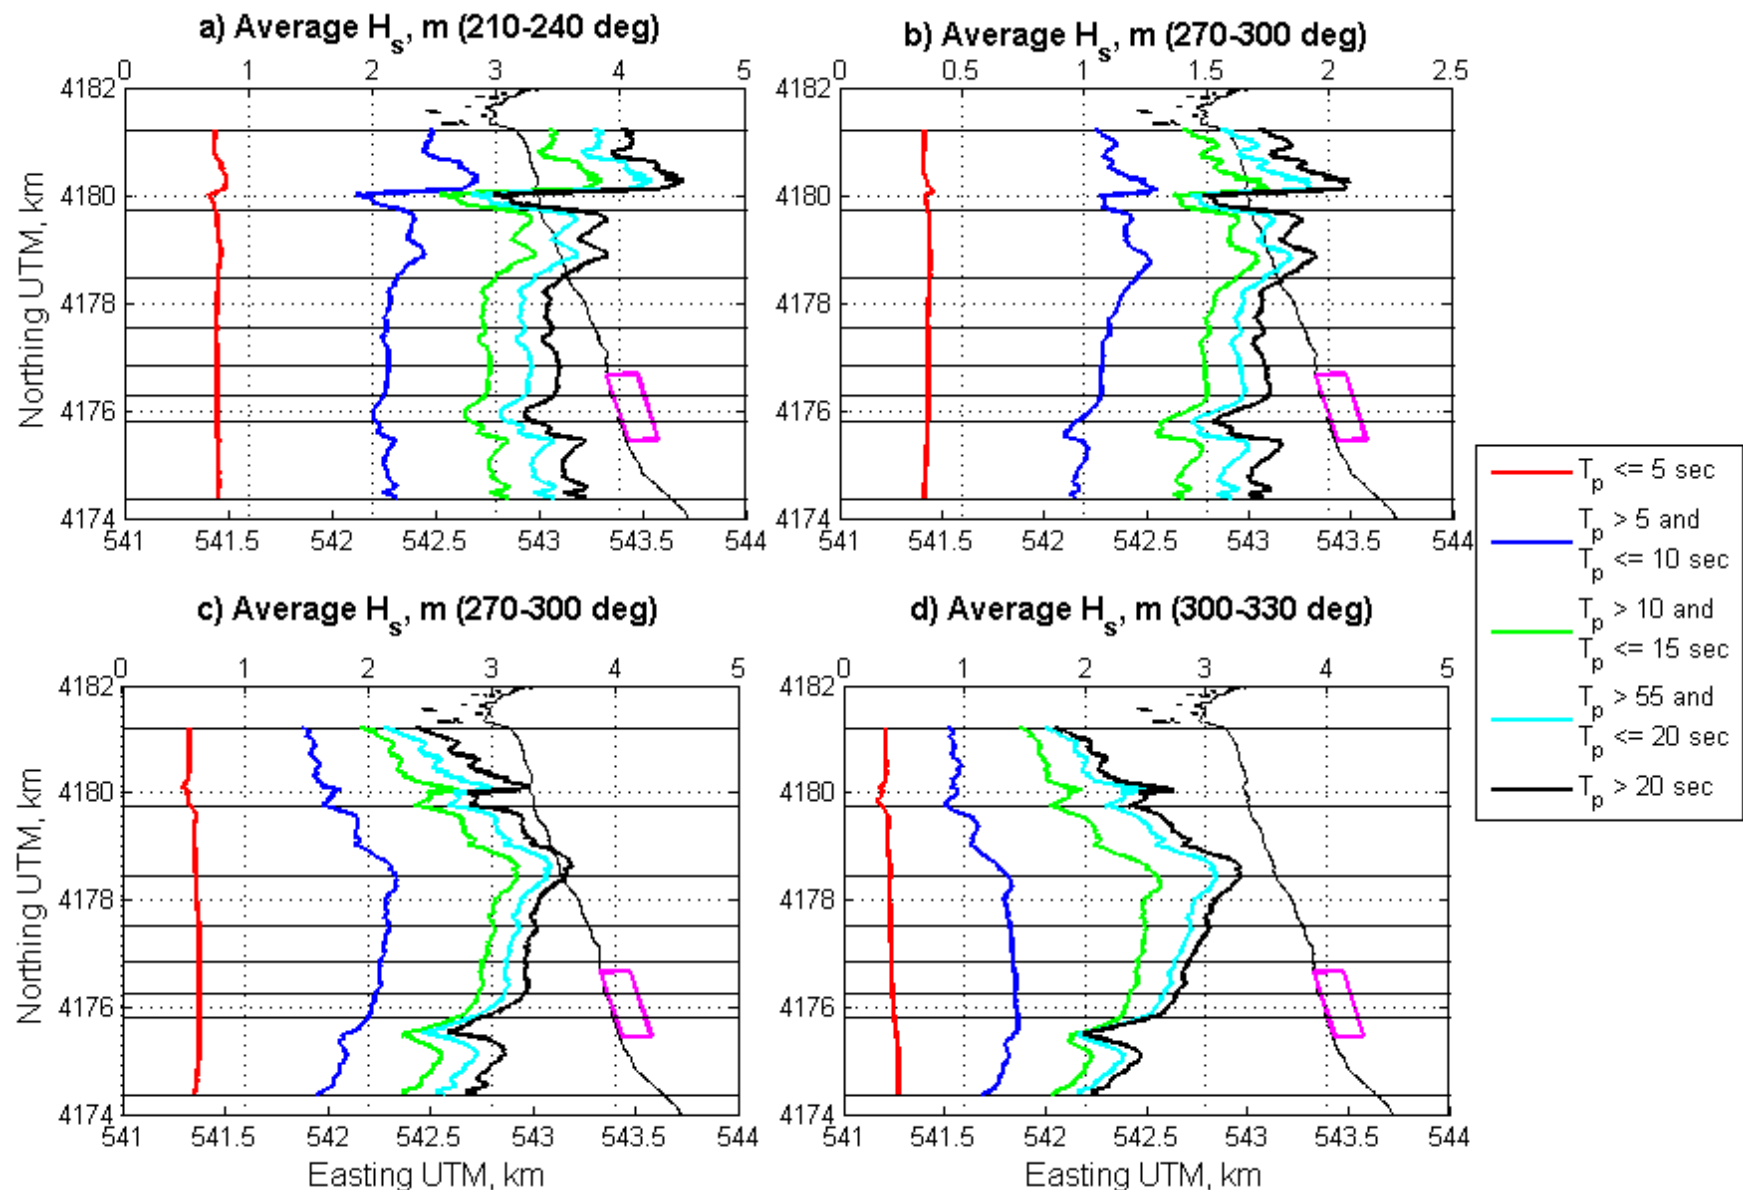 a) Average Hs, m (210-240 deg)
0 1 2 3 4 5
4182
4180
4178
4176
4174
Northing UTM, km
541 541.5 542 542.5 543 543.5 544
b) Average Hs, m (270-300 deg)
0 0.5 1 1.5 2 2.5
4182
4180
4178
4176
4174
541 541.5 542 542.5 543 543.5 544
c) Average Hs, m (270-300 deg)
0 1 2 3 4 5
4182
4180
4178
4176
4174
Northing UTM, km
541 541.5 542 542.5 543 543.5 544
Easting UTM, km
d) Average Hs, m (300-330 deg)
0 1 2 3 4 5
4182
4180
4178
4176
4174
541 541.5 542 542.5 543 543.5 544
Easting UTM, km
Tp <= 5 sec
Tp > 5 and
Tp <= 10 sec
Tp > 10 and
Tp <= 15 sec
Tp > 55 and
Tp <= 20 sec
Tp > 20 sec